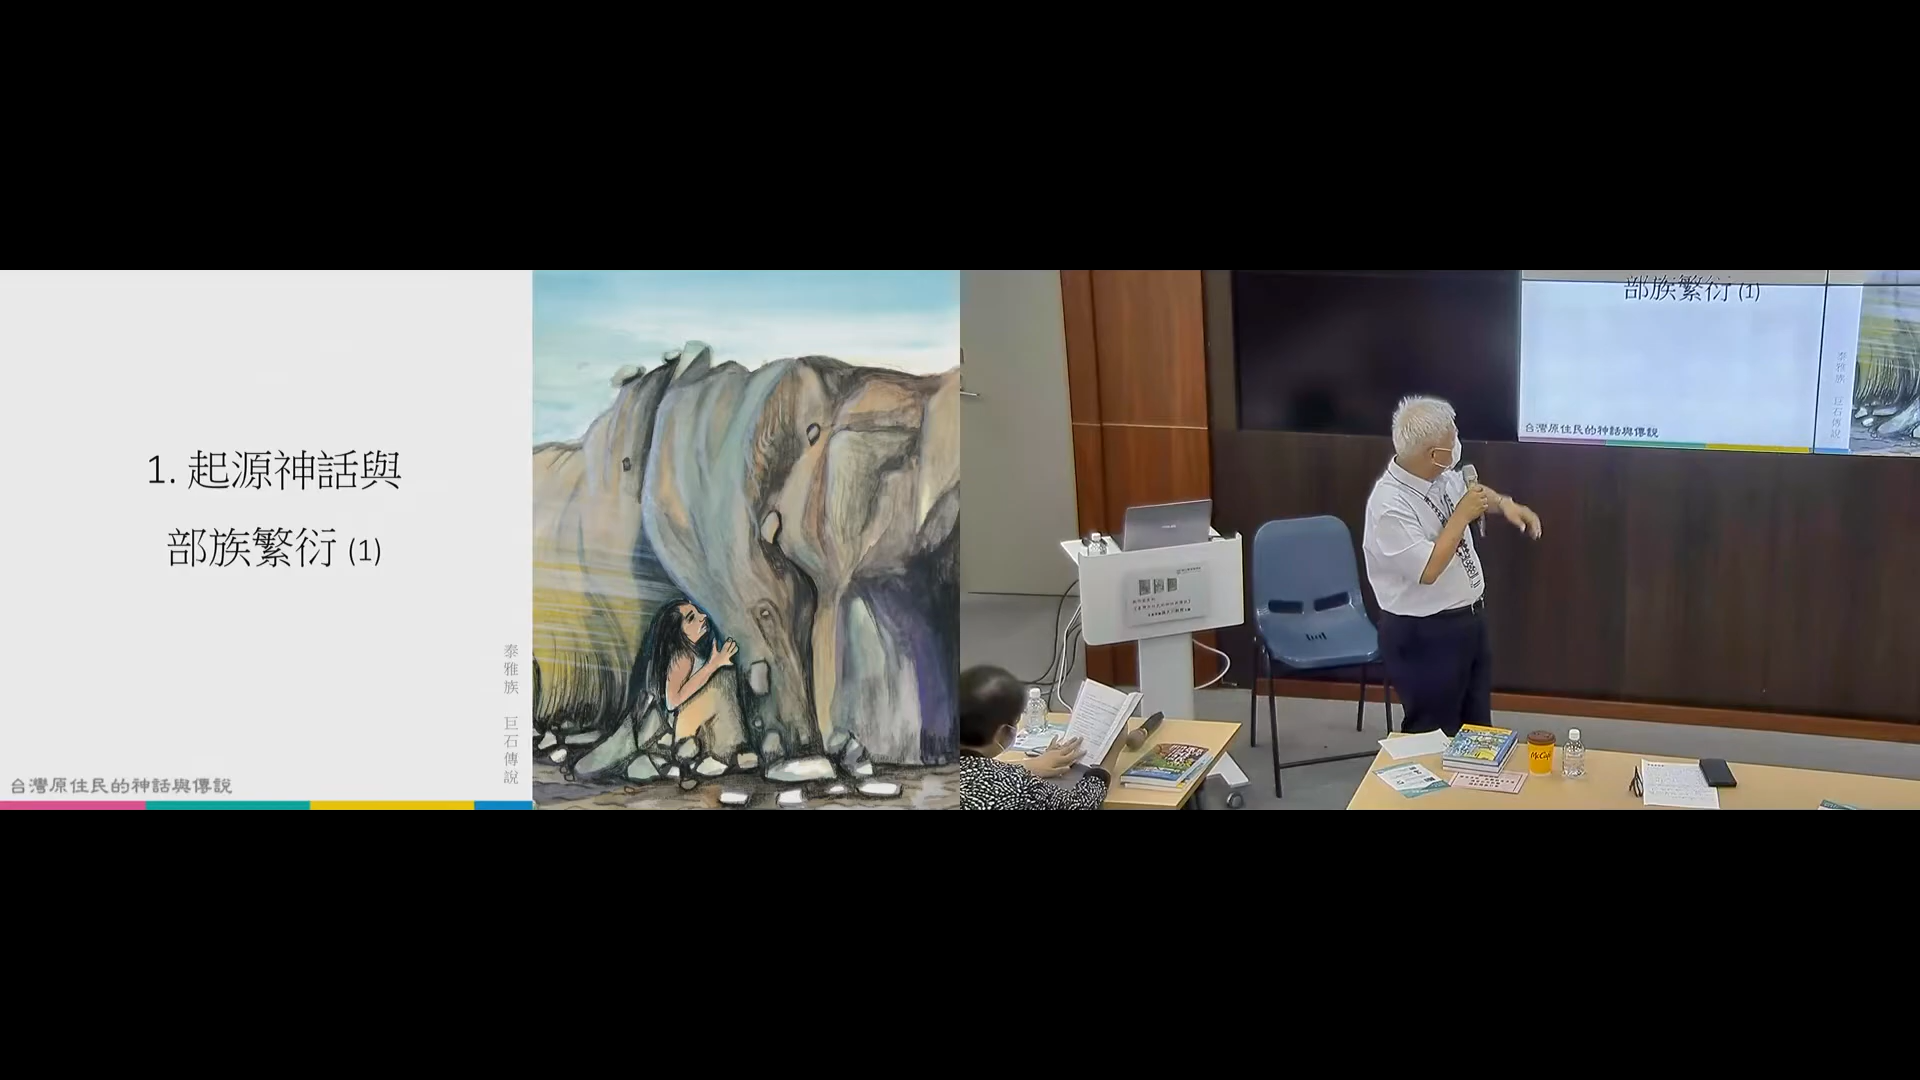 1. 起源神話與
部族繁衍 (1)
泰雅族 巨石傳說
台灣原住民的神話與傳說
部族繁衍 (1)
泰雅族 巨石傳說
台灣原住民的神話與傳說
McCafé